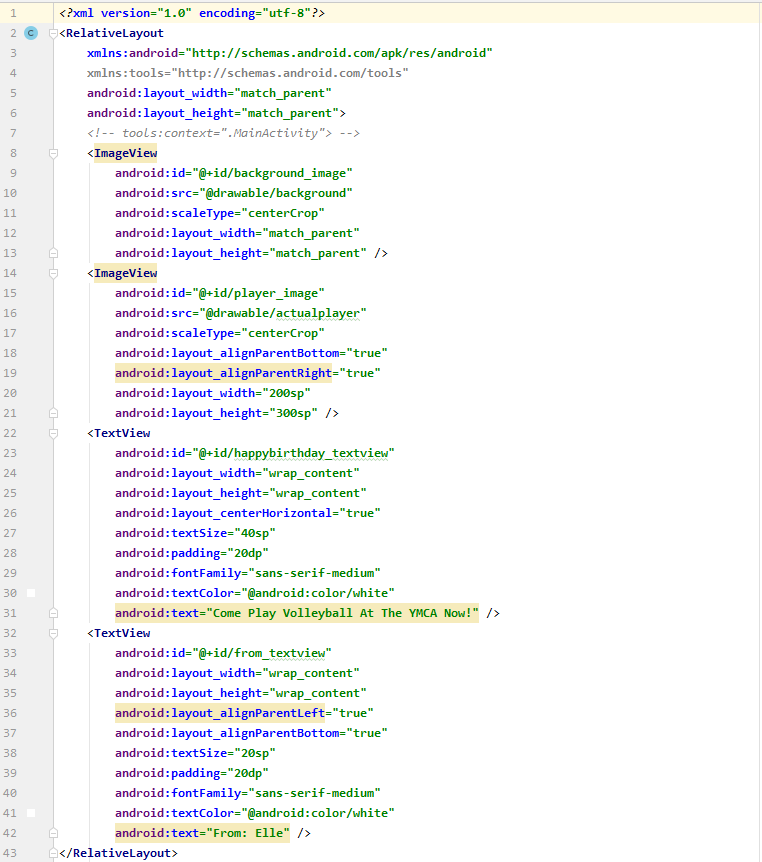 1 <?xml version="1.0" encoding="utf-8"?>
2 C <RelativeLayout
3 xmlns:android="http://schemas.android.com/apk/res/android"
4 xmlns:tools="http://schemas.android.com/tools"
5 android:layout_width="match_parent"
6 android:layout_height="match_parent">
7 <!-- tools:context=".MainActivity"> -->
8 <ImageView
9 android:id="@+id/background_image"
10 android:src="@drawable/background"
11 android:scaleType="centerCrop"
12 android:layout_width="match_parent"
13 android:layout_height="match_parent" />
14 <ImageView
15 android:id="@+id/player_image"
16 android:src="@drawable/actualplayer"
17 android:scaleType="centerCrop"
18 android:layout_alignParentBottom="true"
19 android:layout_alignParentRight="true"
20 android:layout_width="200sp"
21 android:layout_height="300sp" />
22 <TextView
23 android:id="@+id/happybirthday_textview"
24 android:layout_width="wrap_content"
25 android:layout_height="wrap_content"
26 android:layout_centerHorizontal="true"
27 android:textSize="40sp"
28 android:padding="20dp"
29 android:fontFamily="sans-serif-medium"
30 android:textColor="@android:color/white"
31 android:text="Come Play Volleyball At The YMCA Now!" />
32 <TextView
33 android:id="@+id/from_textview"
34 android:layout_width="wrap_content"
35 android:layout_height="wrap_content"
36 android:layout_alignParentLeft="true"
37 android:layout_alignParentBottom="true"
38 android:textSize="20sp"
39 android:padding="20dp"
40 android:fontFamily="sans-serif-medium"
41 android:textColor="@android:color/white"
42 android:text="From: Elle" />
43 </RelativeLayout>